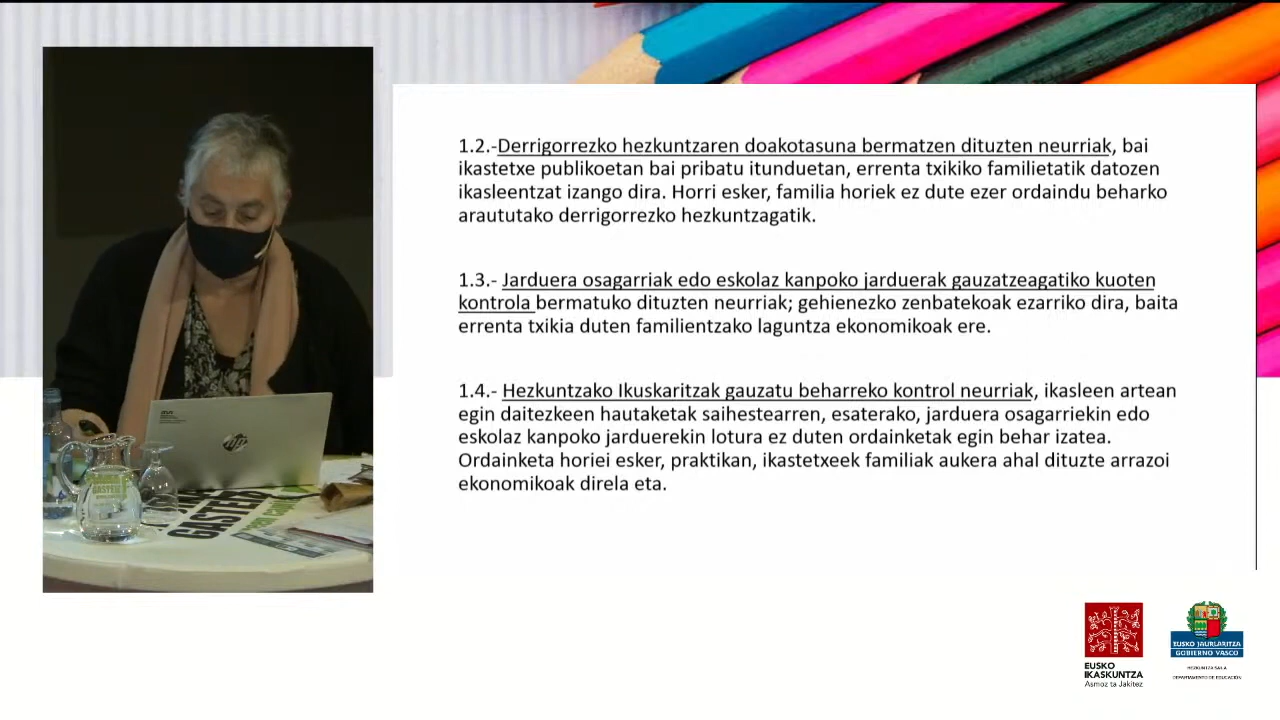 1.2.-Derrigorrezko hezkuntzaren doakotasuna bermatzen dituzten neurriak, bai
ikastetxe publikoetan bai pribatu itunduetan, errenta txikiko familietatik datozen
ikasleentzat izango dira. Horri esker, familia horiek ez dute ezer ordaindu beharko
araututako derrigorrezko hezkuntzagatik.
1.3.- Jarduera osagarriak edo eskolaz kanpoko jarduerak gauzatzeagatiko kuoten
kontrola bermatuko dituzten neurriak; gehienezko zenbatekoak ezarriko dira, baita
errenta txikia duten familientzako laguntza ekonomikoak ere.
1.4.- Hezkuntzako Ikuskaritzak gauzatu beharreko kontrol neurriak, ikasleen artean
egin daitezkeen hautaketak saihestearren, esaterako, jarduera osagarriekin edo
eskolaz kanpoko jarduerekin lotura ez duten ordainketak egin behar izatea.
Ordainketa horiei esker, praktikan, ikastetxeek familiak aukera ahal dituzte arrazoi
ekonomikoak direla eta.
hp
GASTEIZ
EUSKO
IKASKUNTZA
Asmoz ta Jakitez
EUSKO JAURLARITZA
GOBIERNO VASCO
HEZKUNTZA SAILA
DEPARTAMENTO DE EDUCACIÓN